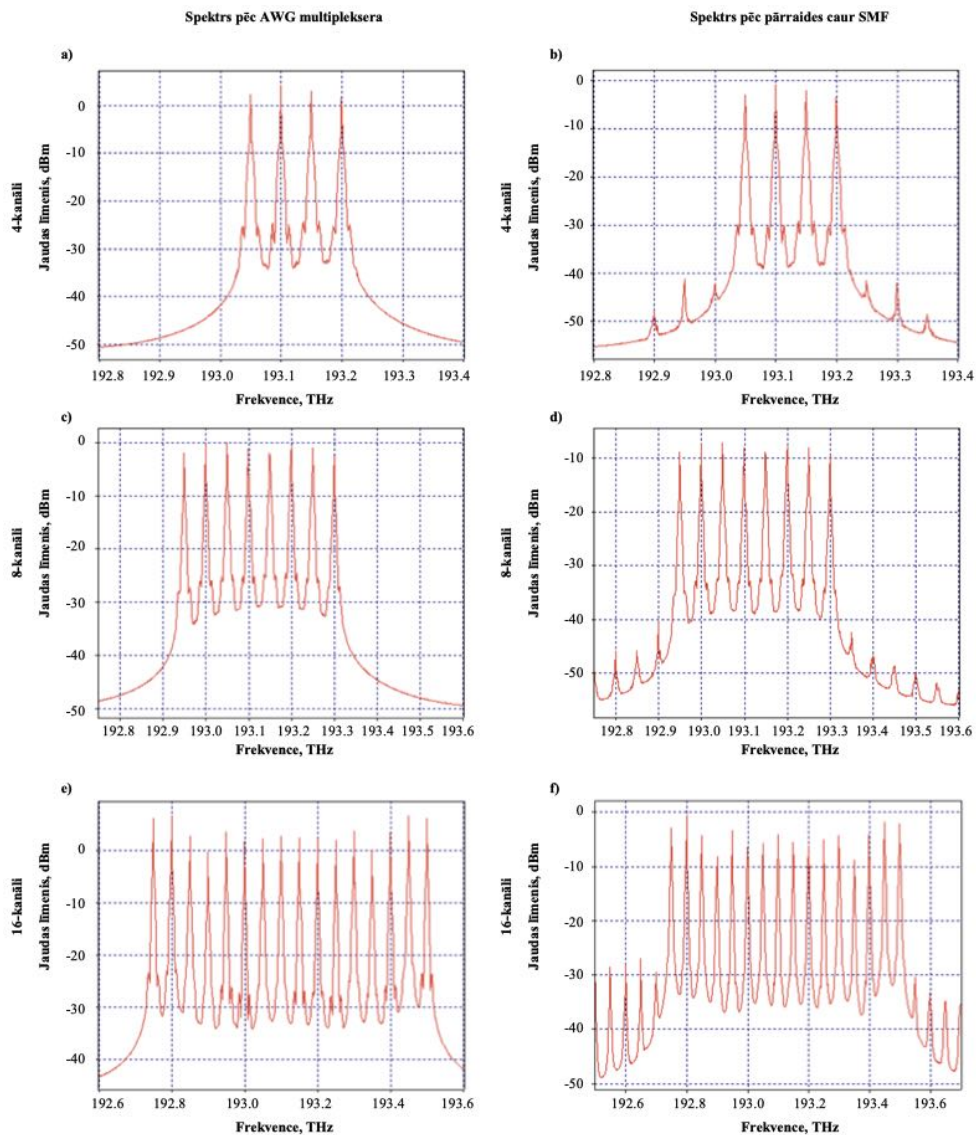 Spektrs pēc AWG multipleksera
Spektrs pēc pārraides caur SMF
a)
4-kanāli
Jaudas līmenis, dBm
0
-10
-20
-30
-40
-50
192.8 192.9 193.0 193.1 193.2 193.3 193.4
Frekvence, THz
b)
4-kanāli
Jaudas līmenis, dBm
0
-10
-20
-30
-40
-50
192.8 192.9 193.0 193.1 193.2 193.3 193.4
Frekvence, THz
c)
8-kanāli
Jaudas līmenis, dBm
0
-10
-20
-30
-40
-50
192.8 192.9 193.0 193.1 193.2 193.3 193.4 193.5 193.6
Frekvence, THz
d)
8-kanāli
Jaudas līmenis, dBm
-10
-20
-30
-40
-50
192.8 192.9 193.0 193.1 193.2 193.3 193.4 193.5 193.6
Frekvence, THz
e)
16-kanāli
Jaudas līmenis, dBm
0
-10
-20
-30
-40
192.6 192.8 193.0 193.2 193.4 193.6
Frekvence, THz
f)
16-kanāli
Jaudas līmenis, dBm
0
-10
-20
-30
-40
-50
192.6 192.8 193.0 193.2 193.4 193.6
Frekvence, THz